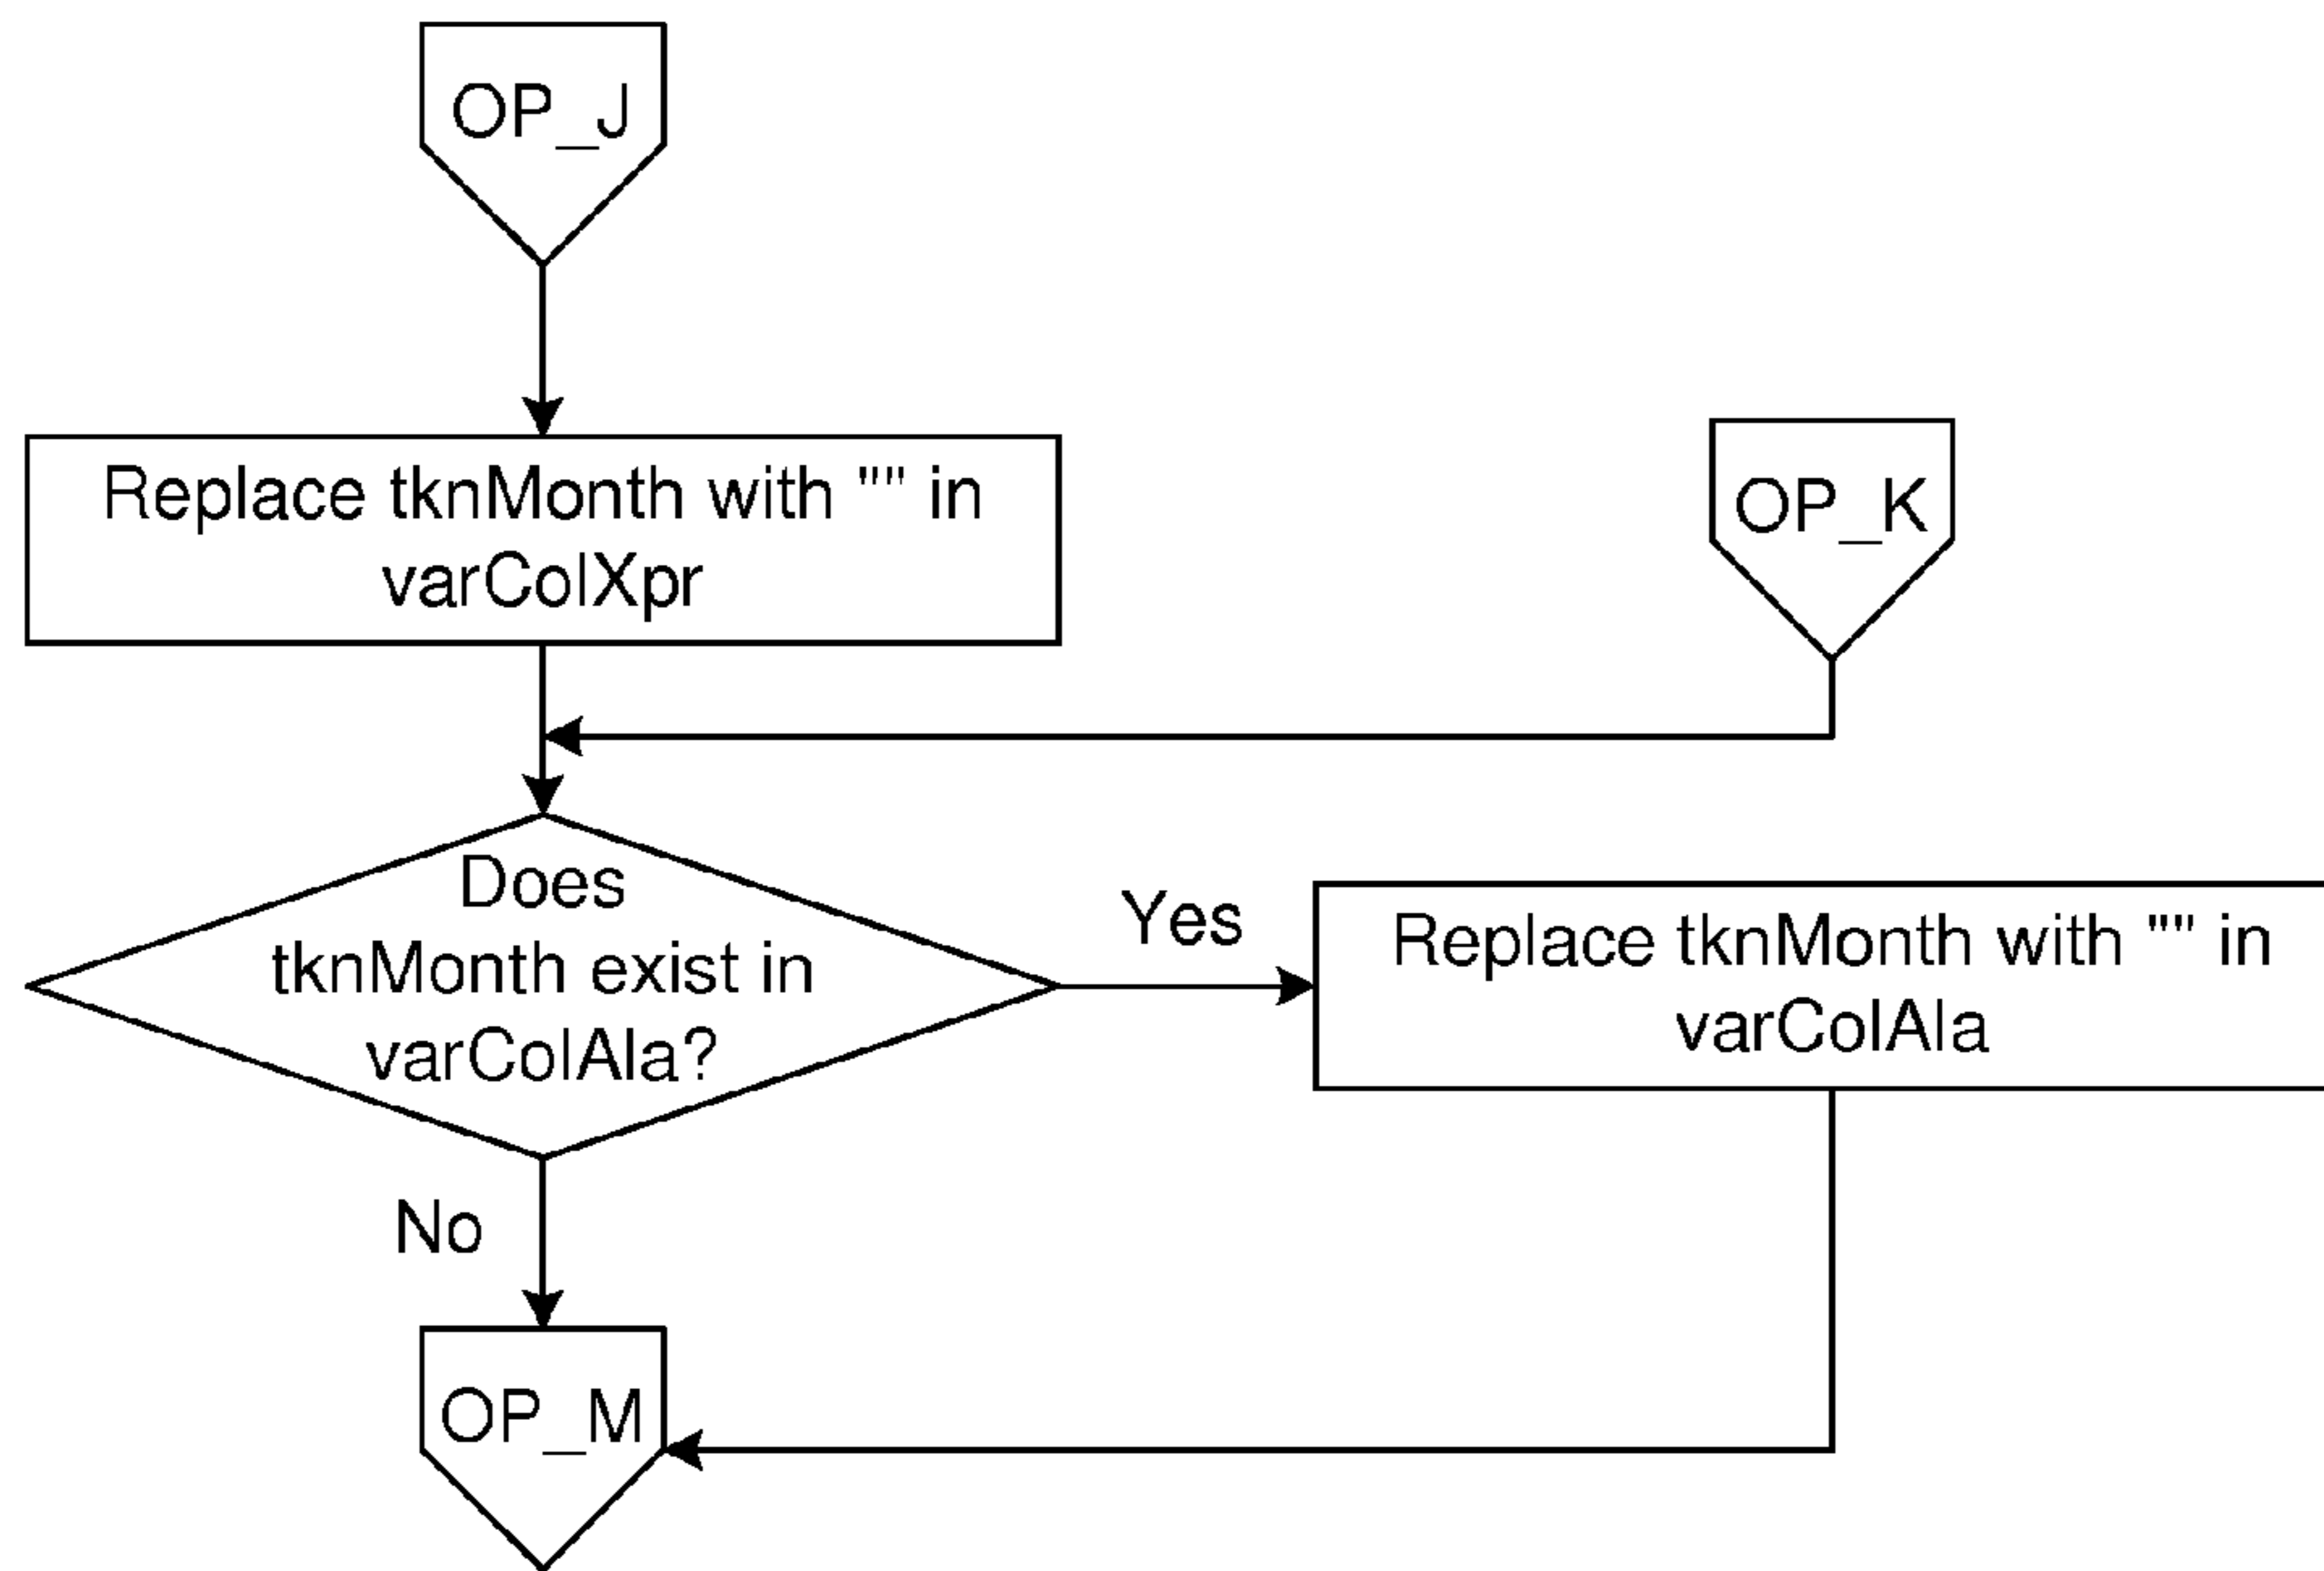 OP_J
Replace tknMonth with "" in
varColXpr
OP_K
Does
tknMonth exist in
varColAla?
Yes
Replace tknMonth with "" in
varColAla
No
OP_M